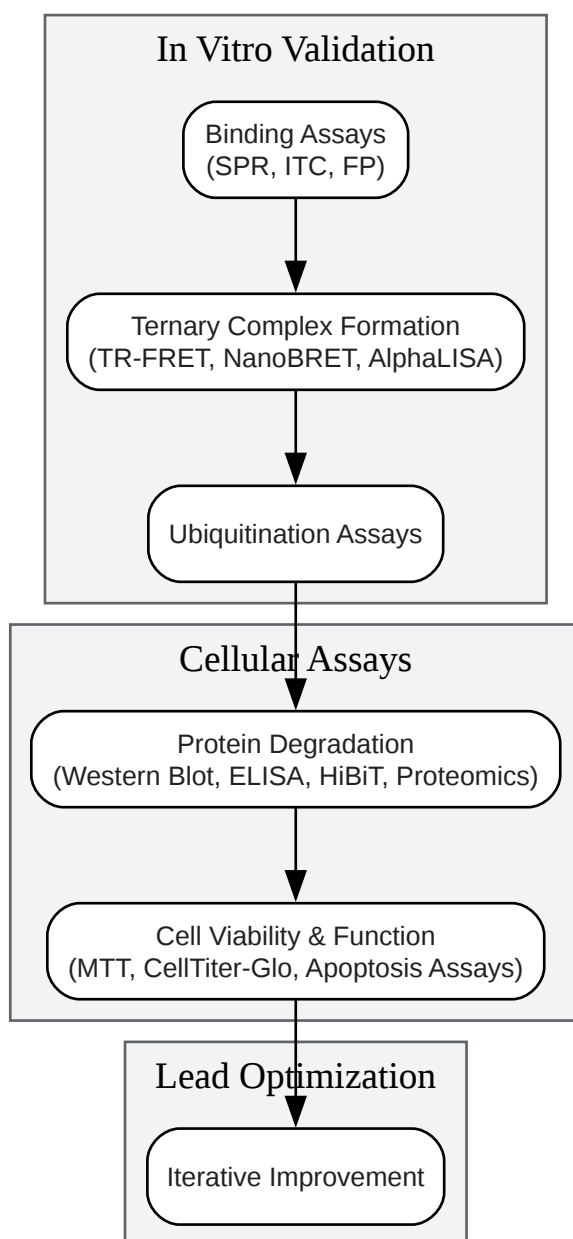 In Vitro Validation
Binding Assays
(SPR, ITC, FP)
Ternary Complex Formation
(TR-FRET, NanoBRET, AlphaLISA)
Ubiquitination Assays
Cellular Assays
Protein Degradation
(Western Blot, ELISA, HiBiT, Proteomics)
Cell Viability & Function
(MTT, CellTiter-Glo, Apoptosis Assays)
Lead Optimization
Iterative Improvement